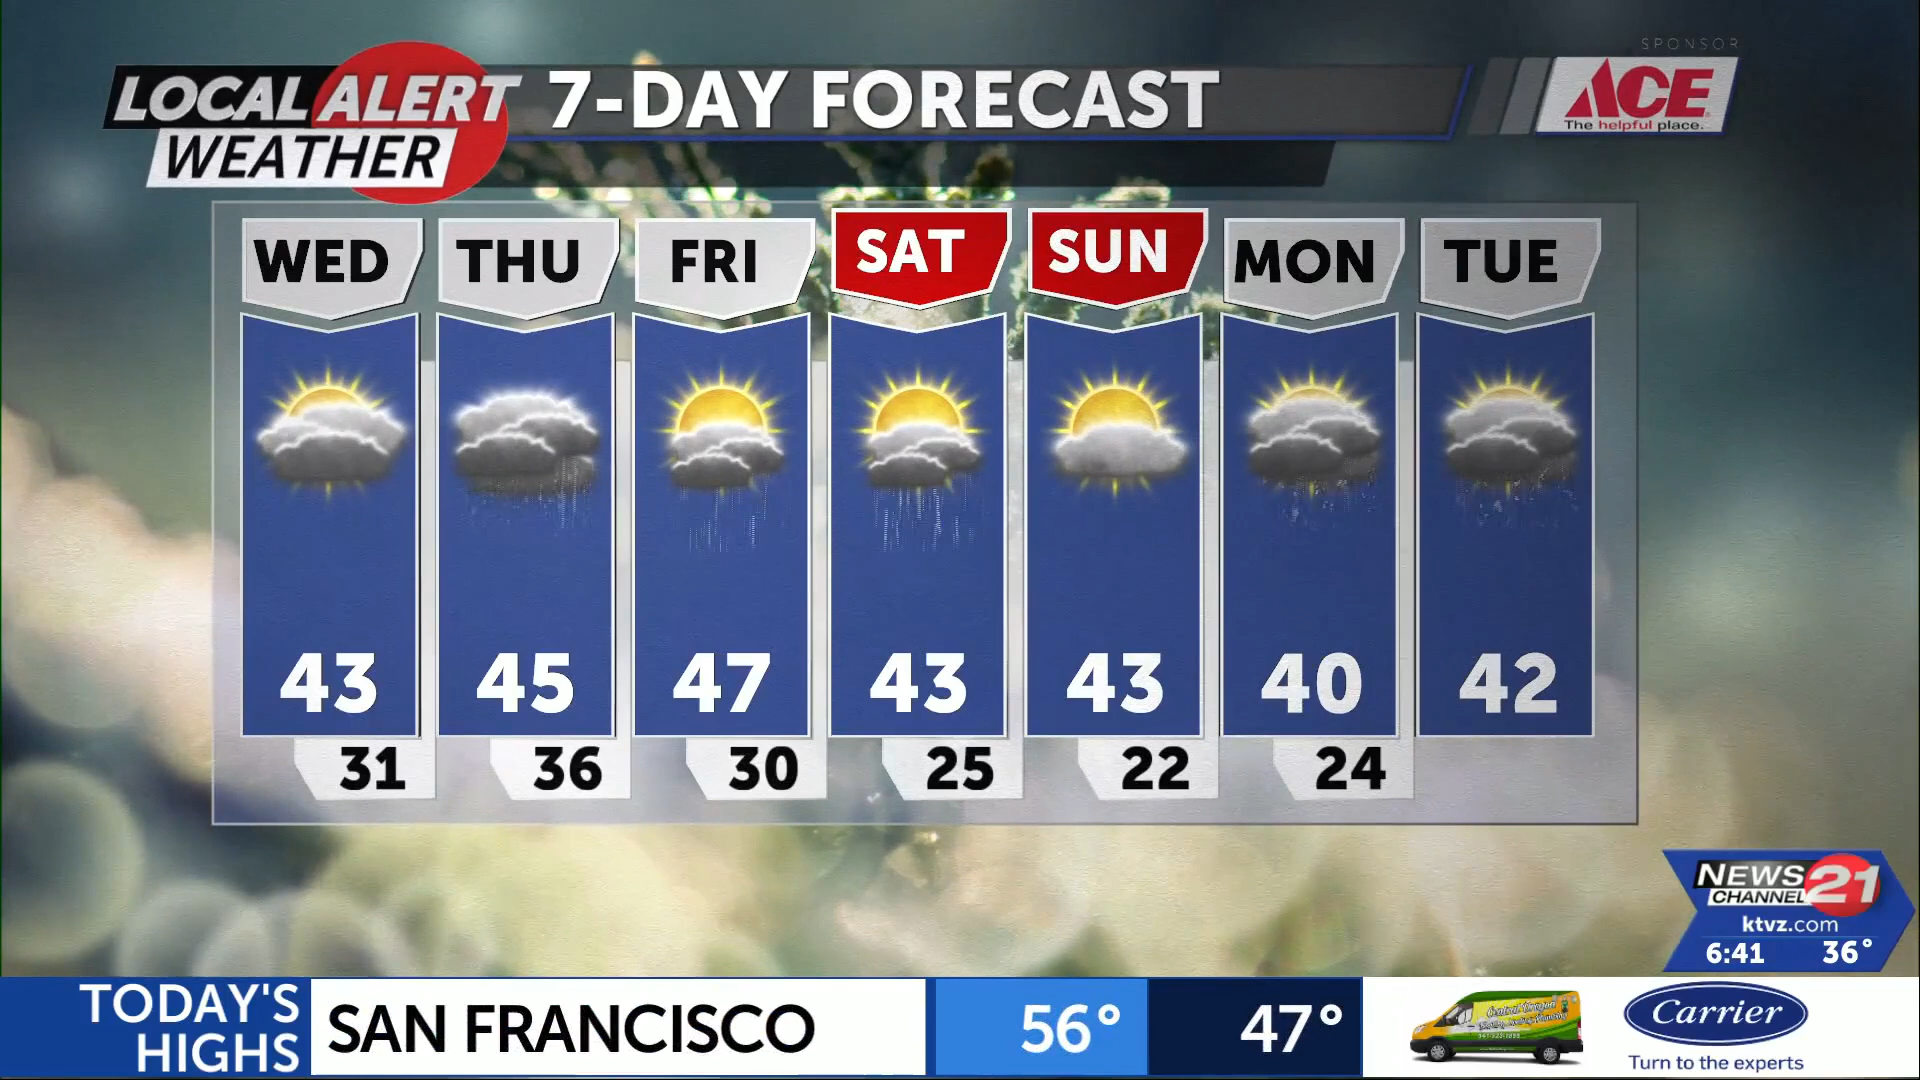 SPONSOR
LOCAL ALERT
WEATHER
7-DAY FORECAST
ACE
The helpful place.
WED THU FRI SAT SUN MON TUE
43 45 47 43 43 40 42
31 36 30 25 22 24
NEWS
CHANNEL 21
ktvz.com
6:41 36°
TODAY'S
HIGHS
SAN FRANCISCO 56° 47°
Central Oregon
Carrier
Turn to the experts